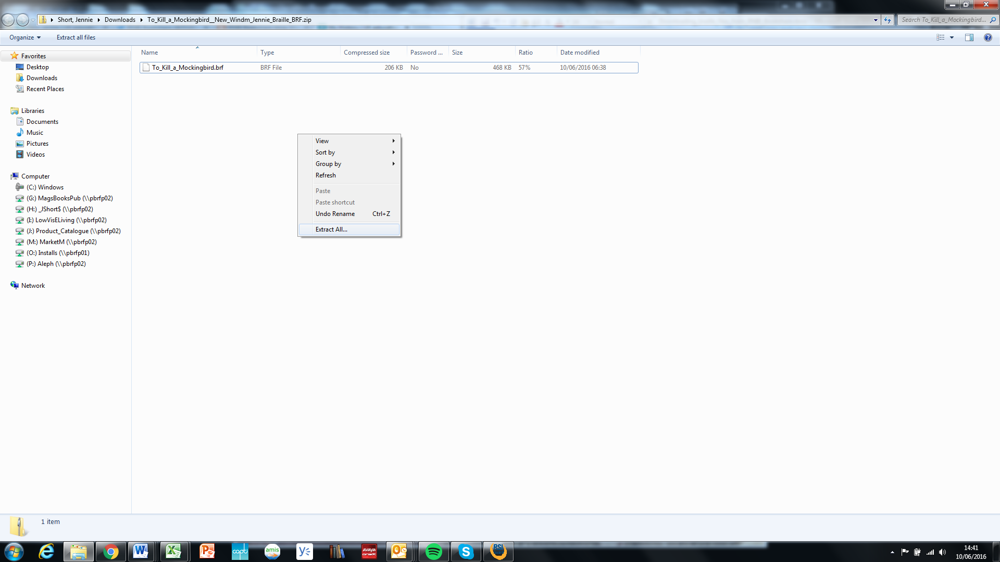 Short, Jennie Downloads To_Kill_a_Mockingbird__New_Windm_Jennie_Braille_BRF.zip
Search To_Kill_a_Mockingbird...
Organize Extract all files
Name Type Compressed size Password ... Size Ratio Date modified
To_Kill_a_Mockingbird.brf BRF File 206 KB No 468 KB 57% 10/06/2016 06:38
Favorites
Desktop
Downloads
Recent Places
Libraries
Documents
Music
Pictures
Videos
Computer
(C:) Windows
(G:) MagsBooksPub (\\pbrfp02)
(H:) _JShort$ (\\pbrfp02)
(I:) LowVisELiving (\\pbrfp02)
(J:) Product_Catalogue (\\pbrfp02)
(M:) MarketM (\\pbrfp02)
(O:) Installs (\\pbrfp01)
(P:) Aleph (\\pbrfp02)
Network
View
Sort by
Group by
Refresh
Paste
Paste shortcut
Undo Rename Ctrl+Z
Extract All...
1 item
capti
amis
AVAYA
one-X
RSI
14:41
10/06/2016